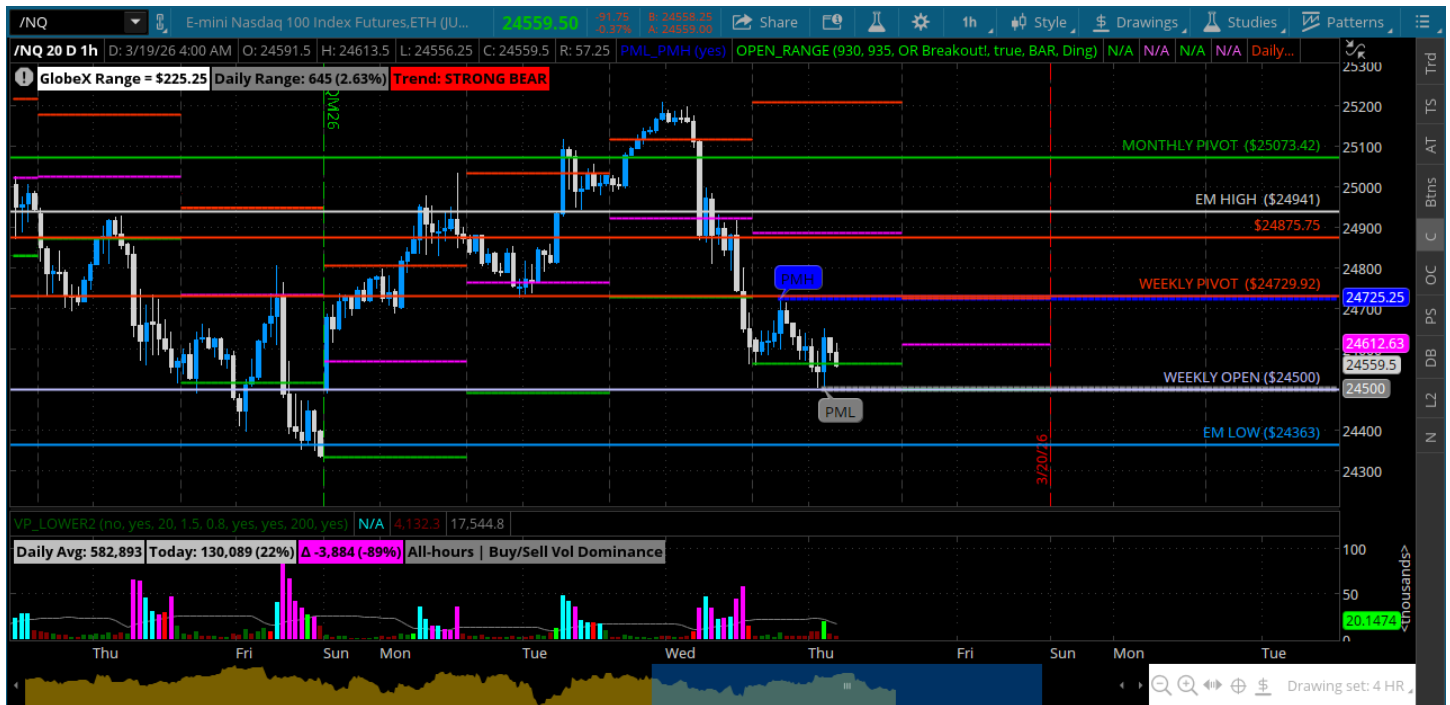 /NQ E-mini Nasdaq 100 Index Futures,ETH (JU... 24559.50 -91.75 -0.37% B: 24558.25 A: 24559.00 Share 1h Style Drawings Studies Patterns
/NQ 20 D 1h D: 3/19/26 4:00 AM O: 24591.5 H: 24613.5 L: 24556.25 C: 24559.5 R: 57.25 PML_PMH (yes) OPEN_RANGE (930, 935, OR Breakout!, true, BAR, Ding) N/A N/A N/A N/A Daily...
GlobeX Range = $225.25 Daily Range: 645 (2.63%) Trend: STRONG BEAR
25300
25200
MONTHLY PIVOT ($25073.42)
25100
25000
EM HIGH ($24941)
$24875.75
24900
24800
PMH
WEEKLY PIVOT ($24729.92)
24725.25
24700
24612.63
24559.5
WEEKLY OPEN ($24500)
24500
PML
EM LOW ($24363)
24400
24300
3/20/26
VP_LOWER2 (no, yes, 20, 1.5, 0.8, yes, yes, 200, yes) N/A 4,132.3 17,544.8
Daily Avg: 582,893 Today: 130,089 (22%) Δ -3,884 (-89%) All-hours | Buy/Sell Vol Dominance
100
50
20.1474
0
<thousands>
Thu Fri Sun Mon Tue Wed Thu Fri Sun Mon Tue
Drawing set: 4 HR
Trd
TS
AT
Btns
C
OC
PS
DB
L2
N